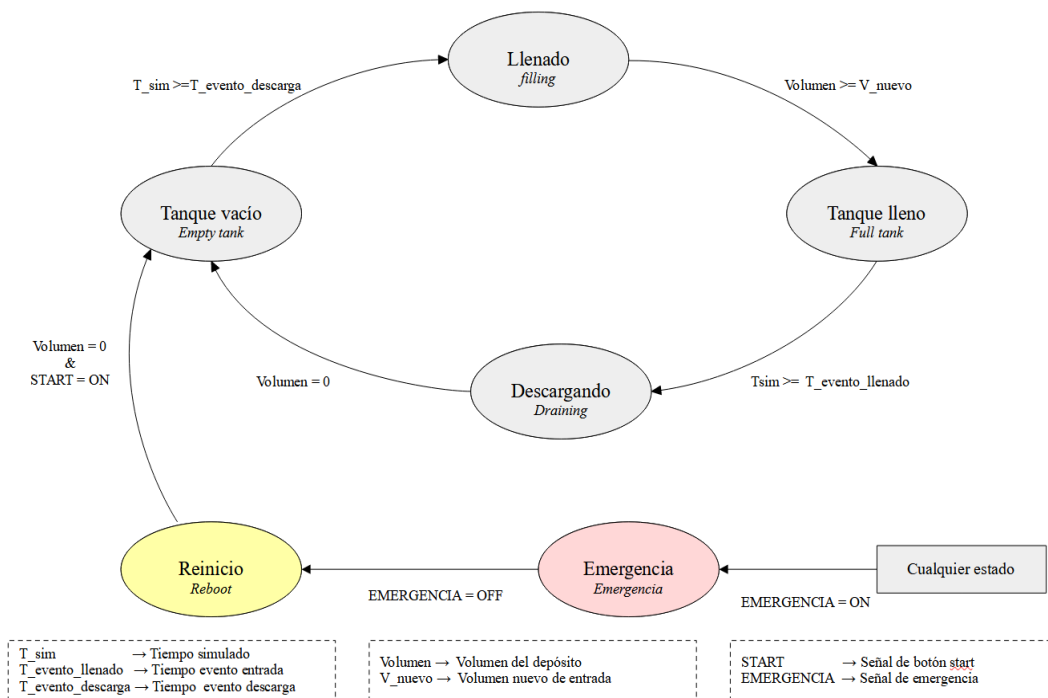 Llenado
filling
T_sim >=T_evento_descarga
Volumen >= V_nuevo
Tanque vacío
Empty tank
Tanque lleno
Full tank
Volumen = 0
&
START = ON
Volumen = 0
Descargando
Draining
Tsim >= T_evento_llenado
Reinicio
Reboot
Emergencia
Emergencia
Cualquier estado
EMERGENCIA = OFF
EMERGENCIA = ON
T_sim → Tiempo simulado
T_evento_llenado → Tiempo evento entrada
T_evento_descarga → Tiempo evento descarga
Volumen → Volumen del depósito
V_nuevo → Volumen nuevo de entrada
START → Señal de botón start
EMERGENCIA → Señal de emergencia